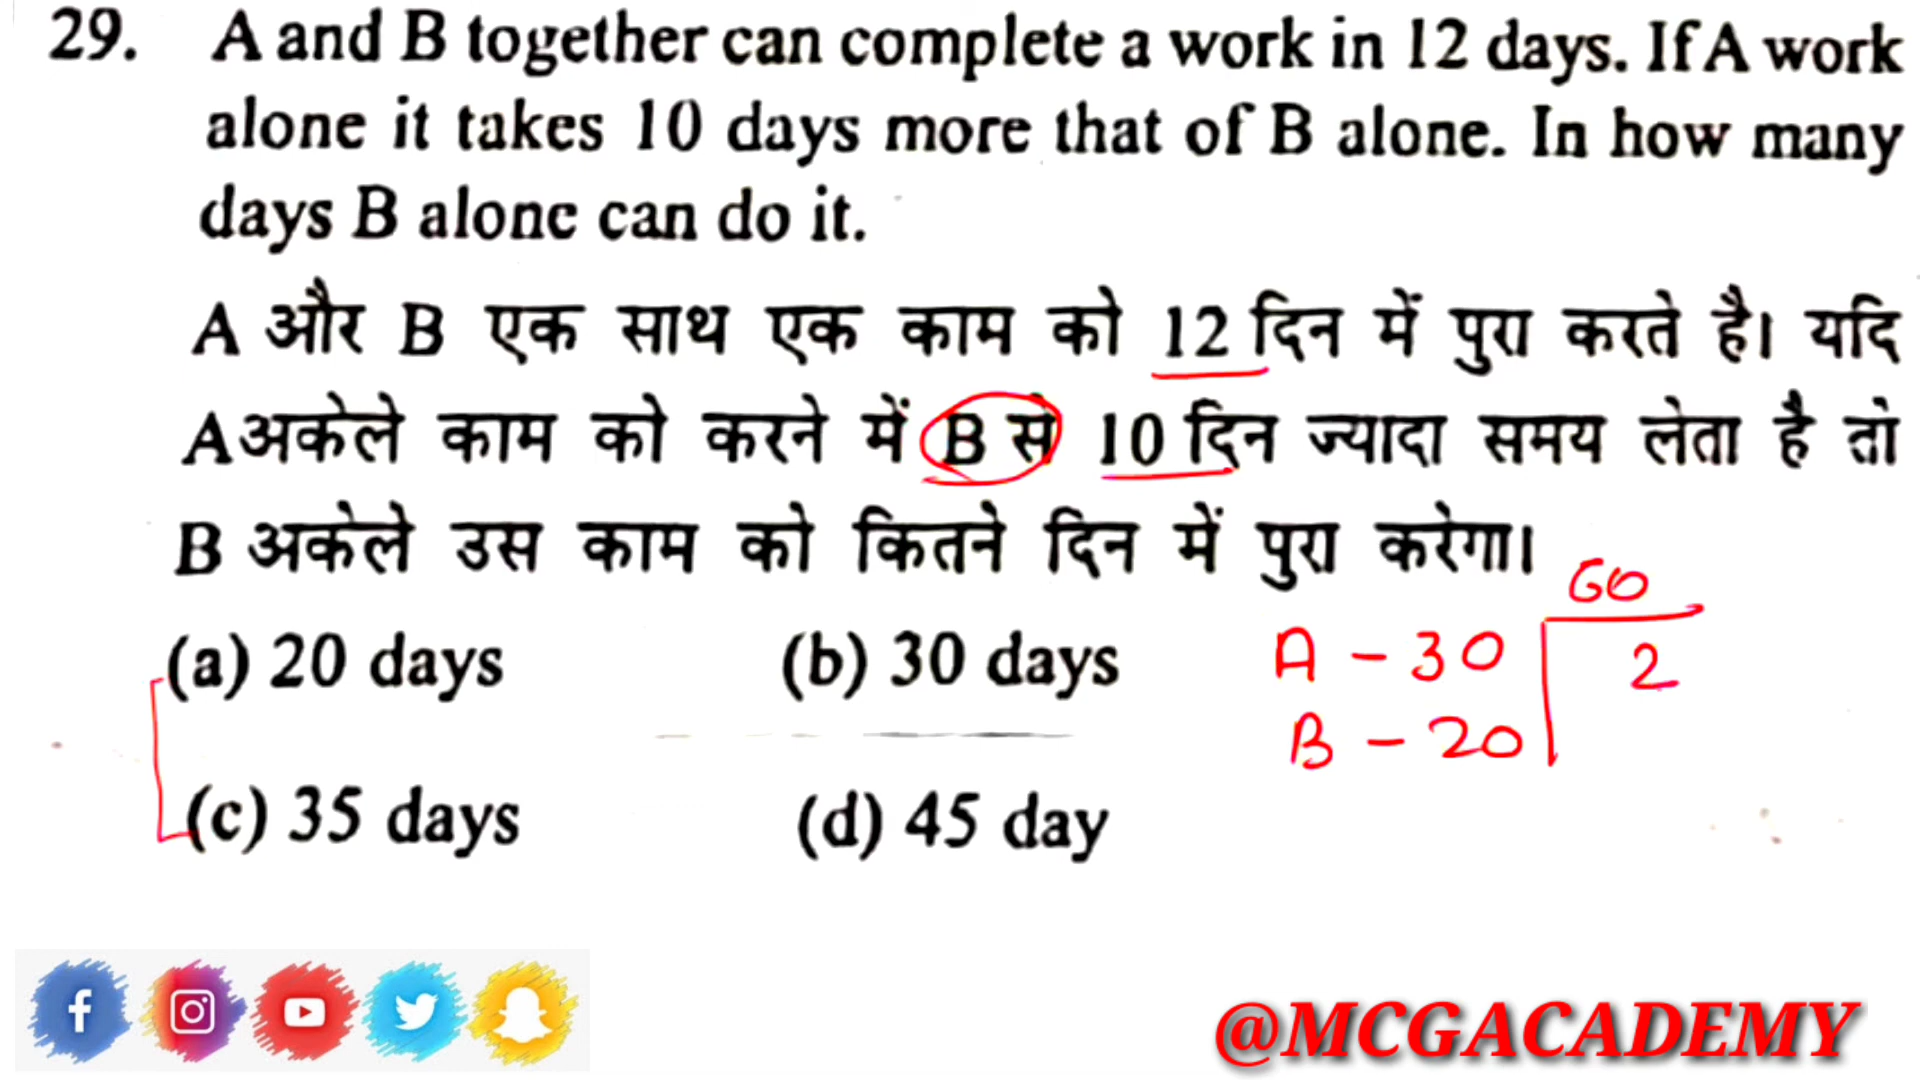 29. A and B together can complete a work in 12 days. If A work
alone it takes 10 days more that of B alone. In how many
days B alone can do it.
A और B एक साथ एक काम को 12 दिन में पुरा करते है। यदि
A अकेले काम को करने में B से 10 दिन ज्यादा समय लेता है तो
B अकेले उस काम को कितने दिन में पुरा करेगा।
(a) 20 days (b) 30 days
(c) 35 days (d) 45 day
60
A - 30 2
B - 20
@MCGACADEMY